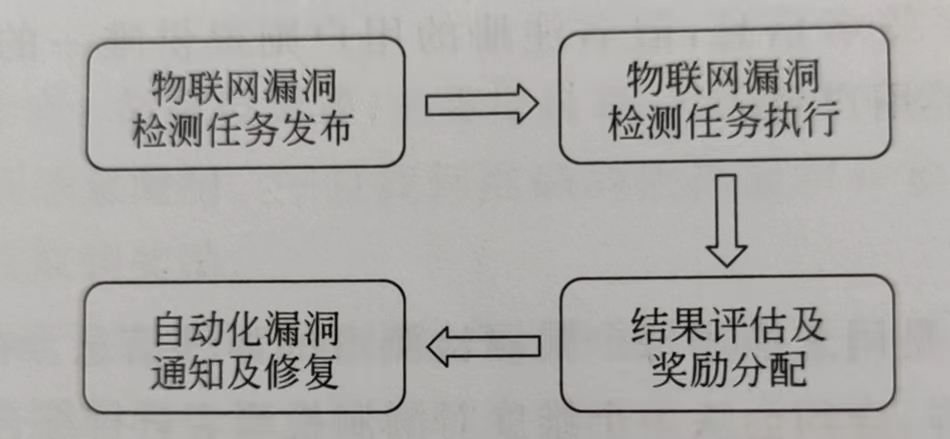 物联网漏洞
检测任务发布
物联网漏洞
检测任务执行
自动化漏洞
通知及修复
结果评估及
奖励分配